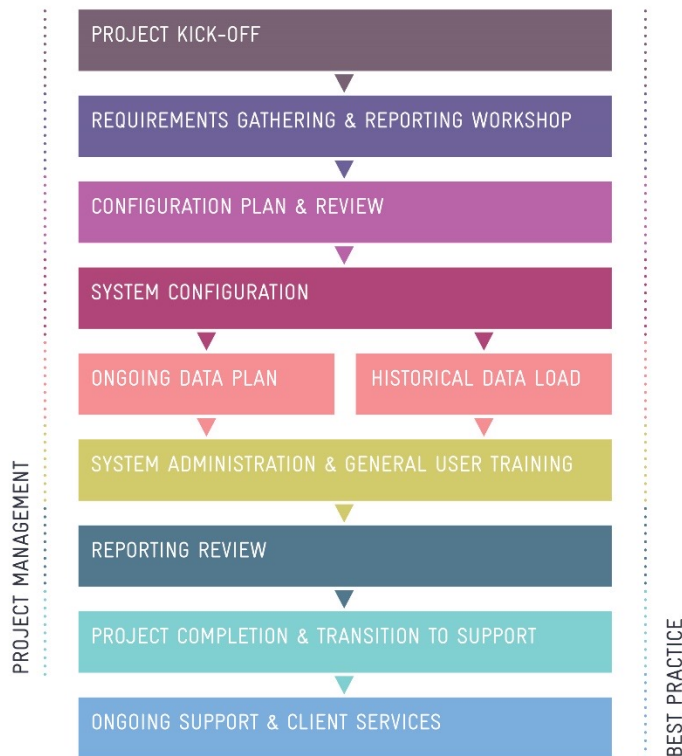 PROJECT KICK-OFF
REQUIREMENTS GATHERING & REPORTING WORKSHOP
CONFIGURATION PLAN & REVIEW
SYSTEM CONFIGURATION
ONGOING DATA PLAN
HISTORICAL DATA LOAD
SYSTEM ADMINISTRATION & GENERAL USER TRAINING
REPORTING REVIEW
PROJECT COMPLETION & TRANSITION TO SUPPORT
ONGOING SUPPORT & CLIENT SERVICES
PROJECT MANAGEMENT
BEST PRACTICE